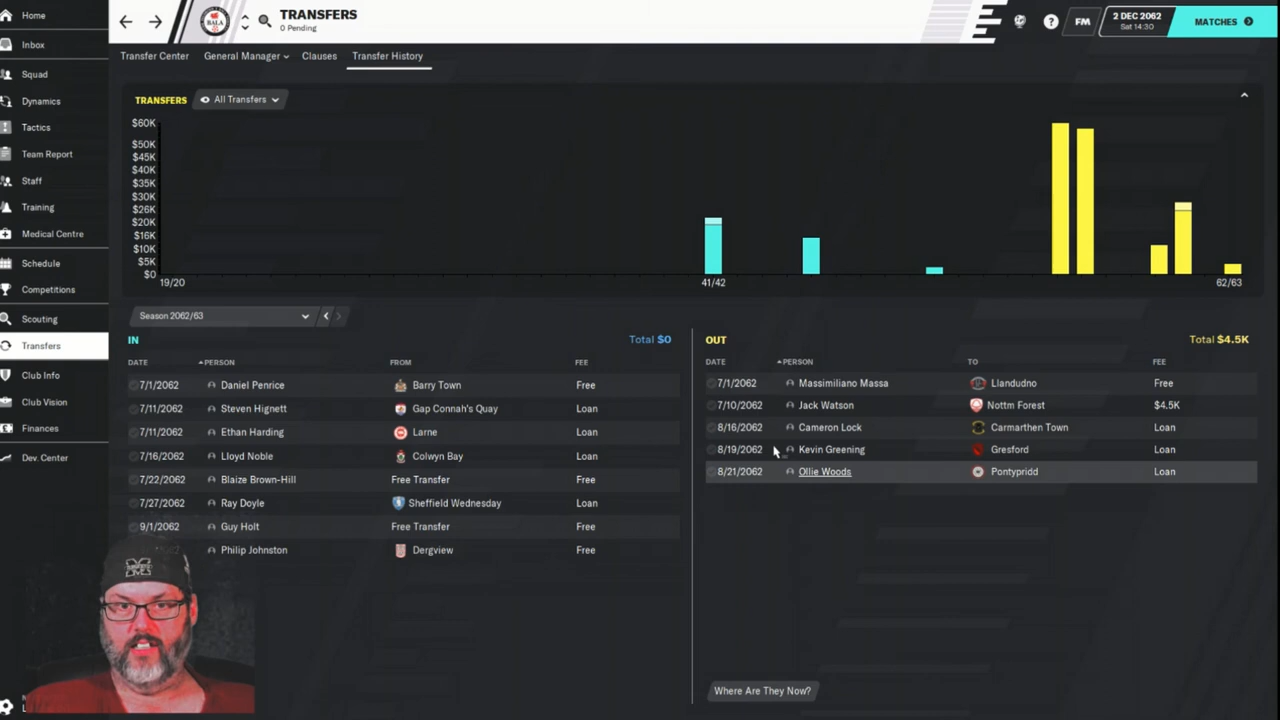 Home
Inbox
Squad
Dynamics
Tactics
Team Report
Staff
Training
Medical Centre
Schedule
Competitions
Scouting
Transfers
Club Info
Club Vision
Finances
Dev. Center
BALA
TRANSFERS
0 Pending
FM
2 DEC 2062
Sat 14:30
MATCHES
Transfer Center General Manager Clauses Transfer History
TRANSFERS All Transfers
$60K
$50K
$45K
$40K
$35K
$30K
$26K
$20K
$16K
$10K
$5K
$0
19/20 41/42 62/63
Season 2062/63
IN Total $0
DATE PERSON FROM FEE
7/1/2062 Daniel Penrice Barry Town Free
7/11/2062 Steven Hignett Gap Connah's Quay Loan
7/11/2062 Ethan Harding Larne Loan
7/16/2062 Lloyd Noble Colwyn Bay Loan
7/22/2062 Blaize Brown-Hill Free Transfer Free
7/27/2062 Ray Doyle Sheffield Wednesday Loan
9/1/2062 Guy Holt Free Transfer Free
Philip Johnston Dergview Free
OUT Total $4.5K
DATE PERSON TO FEE
7/1/2062 Massimiliano Massa Llandudno Free
7/10/2062 Jack Watson Nottm Forest $4.5K
8/16/2062 Cameron Lock Carmarthen Town Loan
8/19/2062 Kevin Greening Gresford Loan
8/21/2062 Ollie Woods Pontypridd Loan
Where Are They Now?